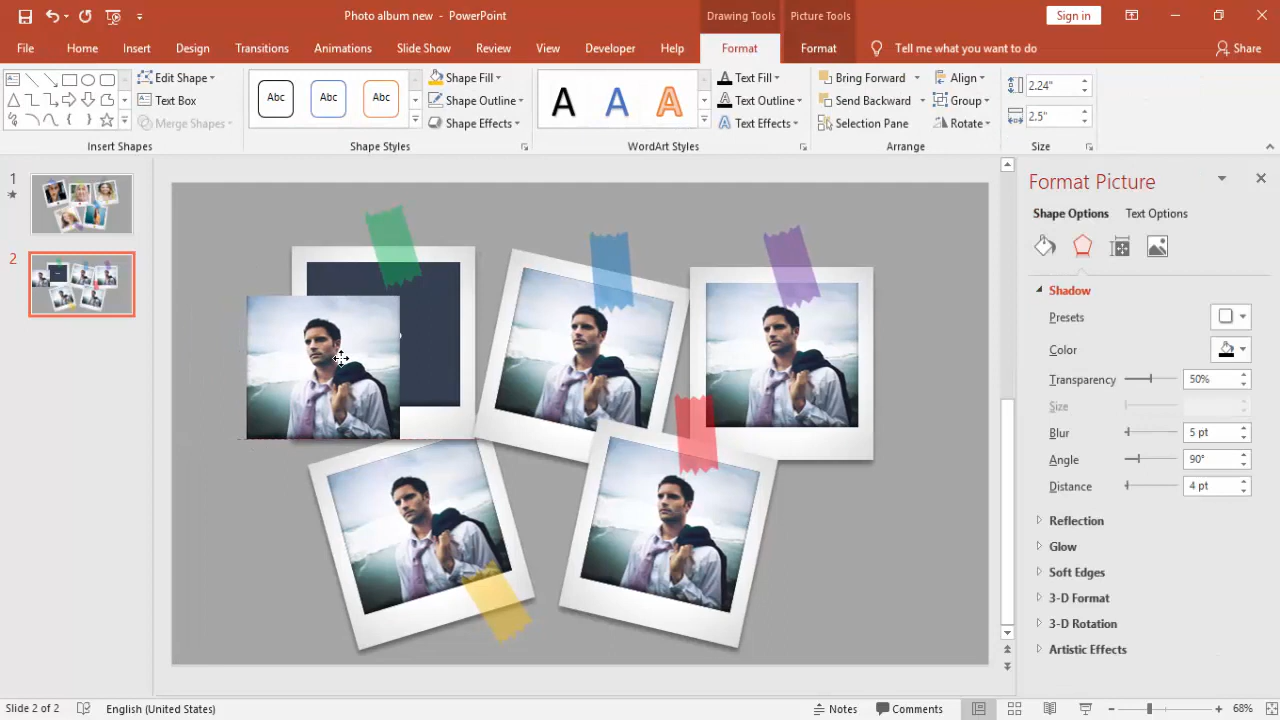 Photo album new - PowerPoint
Drawing Tools
Picture Tools
Sign in
File
Home
Insert
Design
Transitions
Animations
Slide Show
Review
View
Developer
Help
Format
Format
Tell me what you want to do
Share
Edit Shape
Text Box
Merge Shapes
Insert Shapes
Abc
Abc
Abc
Shape Fill
Shape Outline
Shape Effects
Shape Styles
A
A
A
Text Fill
Text Outline
Text Effects
WordArt Styles
Bring Forward
Send Backward
Selection Pane
Align
Group
Rotate
Arrange
2.24"
2.5"
Size
1
2
Format Picture
Shape Options
Text Options
Shadow
Presets
Color
Transparency
50%
Size
Blur
5 pt
Angle
90°
Distance
4 pt
Reflection
Glow
Soft Edges
3-D Format
3-D Rotation
Artistic Effects
Slide 2 of 2
English (United States)
Notes
Comments
68%